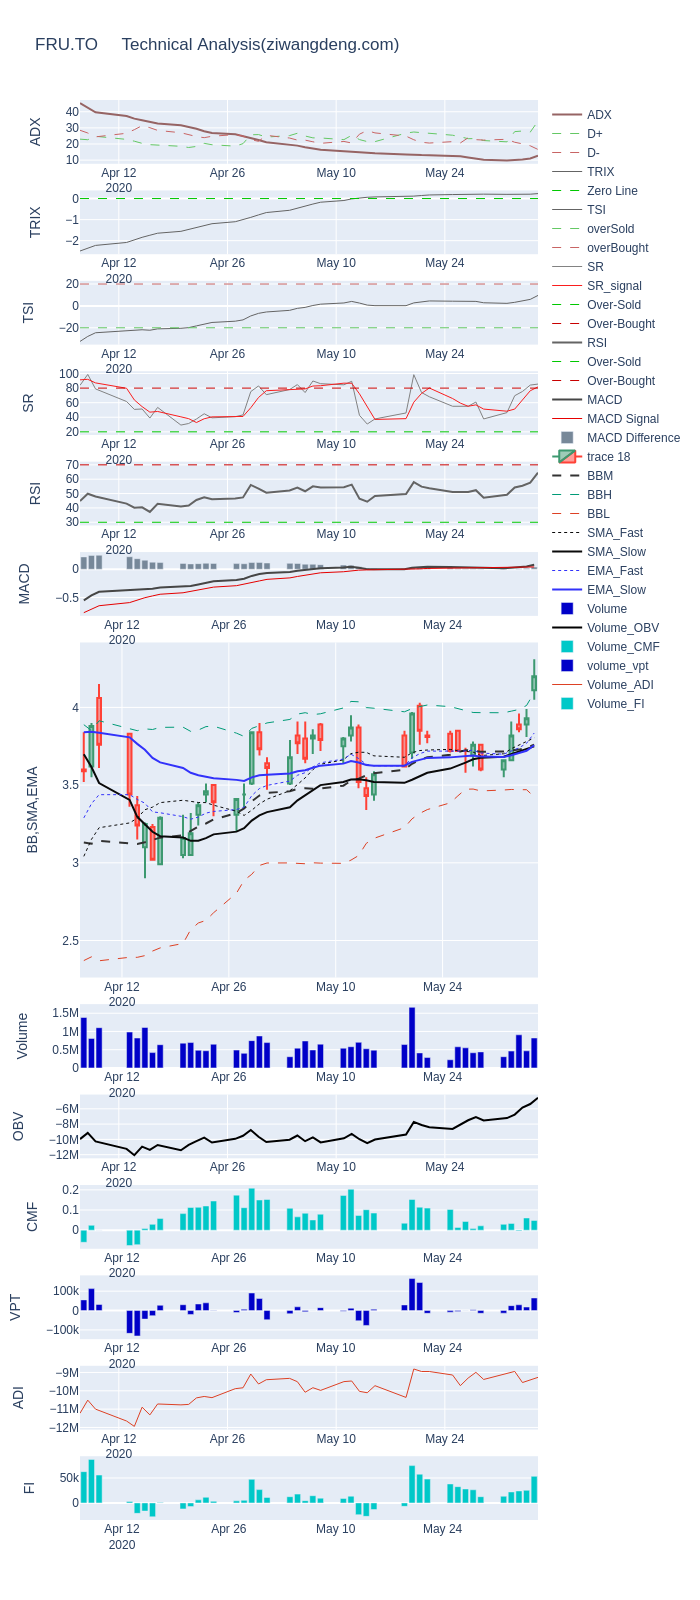 FRU.TO Technical Analysis(ziwangdeng.com)
ADX
40
30
20
10
Apr 12
2020
Apr 26
May 10
May 24
TRIX
0
−1
−2
Apr 12
2020
Apr 26
May 10
May 24
TSI
20
0
−20
Apr 12
2020
Apr 26
May 10
May 24
SR
100
80
60
40
20
Apr 12
2020
Apr 26
May 10
May 24
RSI
70
60
50
40
30
Apr 12
2020
Apr 26
May 10
May 24
MACD
0
−0.5
Apr 12
2020
Apr 26
May 10
May 24
BB,SMA,EMA
4
3.5
3
2.5
Apr 12
2020
Apr 26
May 10
May 24
Volume
1.5M
1M
0.5M
0
Apr 12
2020
Apr 26
May 10
May 24
OBV
−6M
−8M
−10M
−12M
Apr 12
2020
Apr 26
May 10
May 24
CMF
0.2
0.1
0
Apr 12
2020
Apr 26
May 10
May 24
VPT
100k
0
−100k
Apr 12
2020
Apr 26
May 10
May 24
ADI
−9M
−10M
−11M
−12M
Apr 12
2020
Apr 26
May 10
May 24
FI
50k
0
Apr 12
2020
Apr 26
May 10
May 24
ADX
D+
D-
TRIX
Zero Line
TSI
overSold
overBought
SR
SR_signal
Over-Sold
Over-Bought
RSI
Over-Sold
Over-Bought
MACD
MACD Signal
MACD Difference
trace 18
BBM
BBH
BBL
SMA_Fast
SMA_Slow
EMA_Fast
EMA_Slow
Volume
Volume_OBV
Volume_CMF
volume_vpt
Volume_ADI
Volume_FI